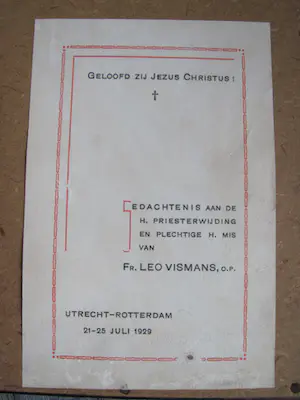 GELOOFD ZIJ JEZUS CHRISTUS!
GEDACHTENIS AAN DE
H. PRIESTERWIJDING
EN PLECHTIGE H. MIS
VAN
FR. LEO VISMANS, O.P.
UTRECHT-ROTTERDAM
21-25 JULI 1929